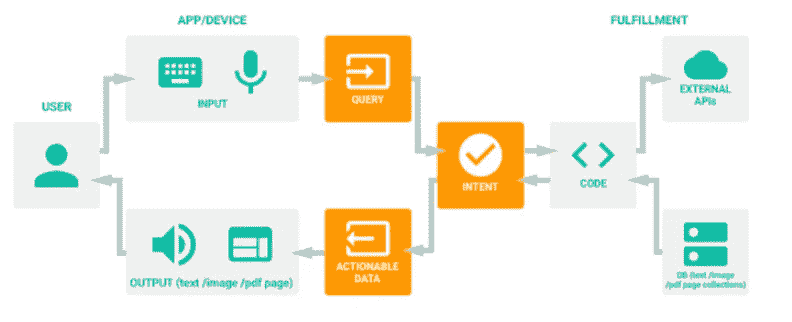 APP/DEVICE
FULFILLMENT
USER
INPUT
QUERY
EXTERNAL
APIs
INTENT
CODE
OUTPUT (text /image /pdf page)
ACTIONABLE
DATA
DB (text /image
/pdf page collections)